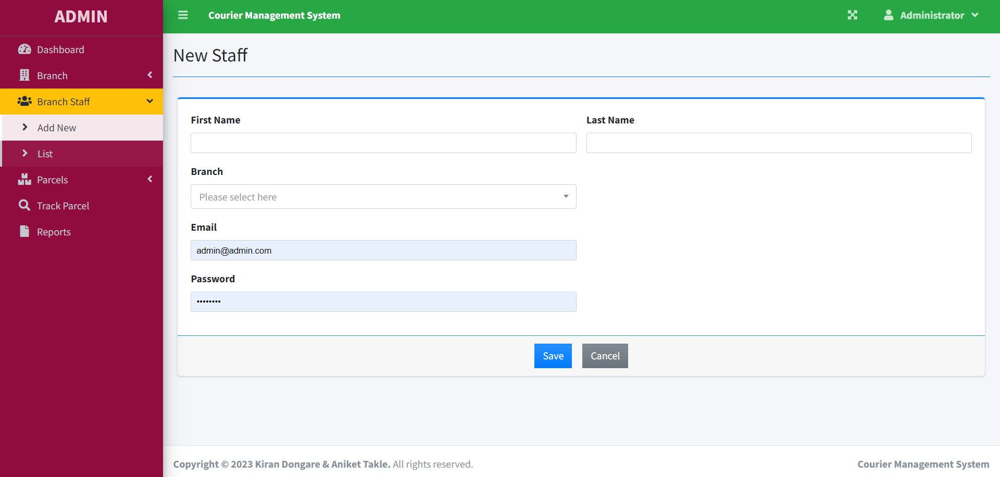 ADMIN
Courier Management System
Administrator
Dashboard
Branch
Branch Staff
Add New
List
Parcels
Track Parcel
Reports
New Staff
First Name
Last Name
Branch
Please select here
Email
admin@admin.com
Password
••••••••
Save
Cancel
Copyright © 2023 Kiran Dongare & Aniket Takle. All rights reserved.
Courier Management System